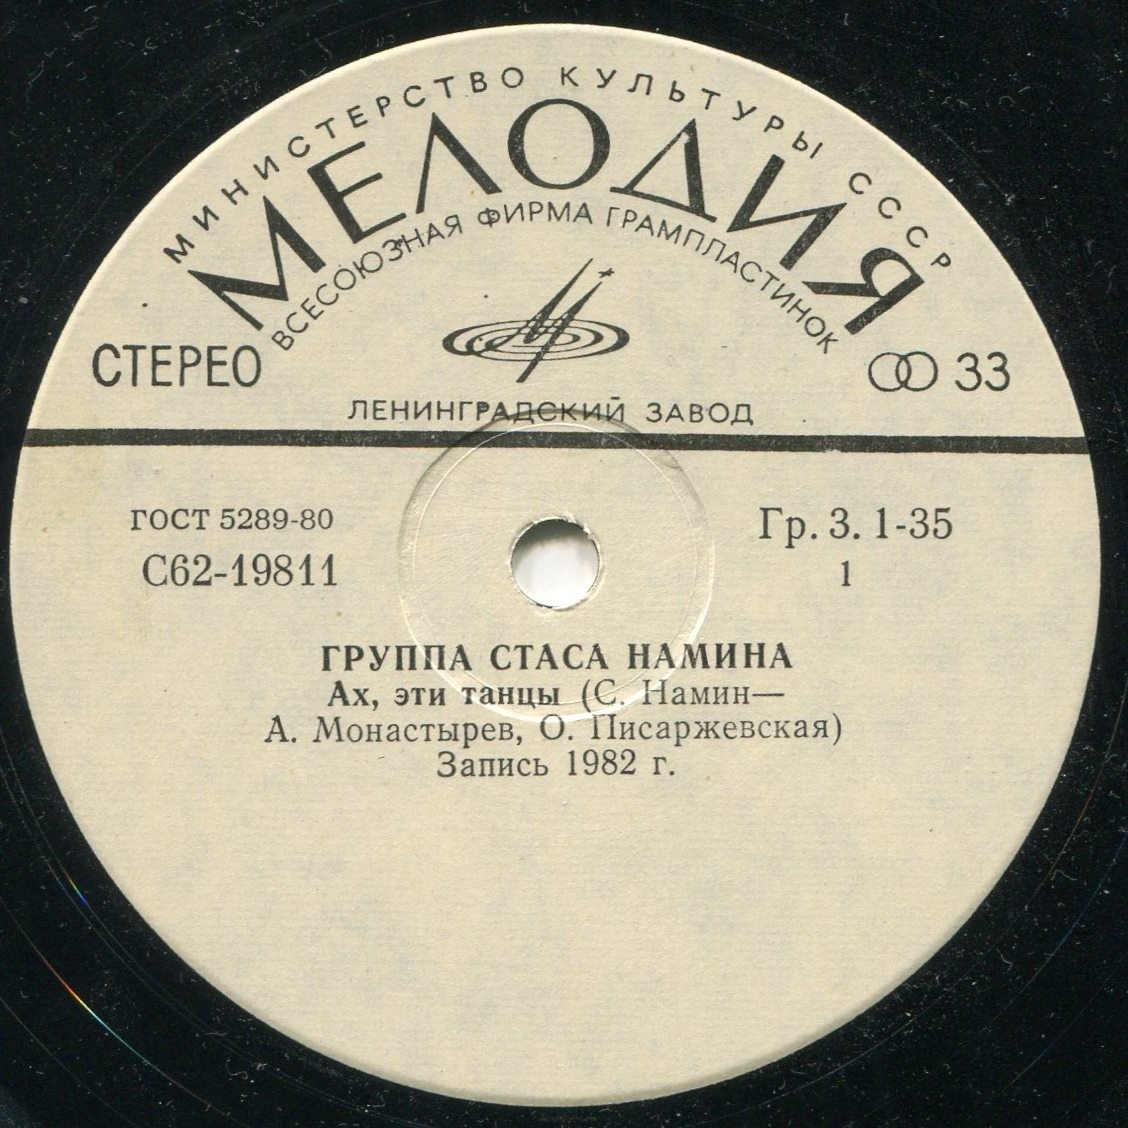 МИНИСТЕРСТВО КУЛЬТУРЫ СССР
МЕЛОДИЯ
ВСЕСОЮЗНАЯ ФИРМА ГРАМПЛАСТИНОК
СТЕРЕО
33
ЛЕНИНГРАДСКИЙ ЗАВОД
ГОСТ 5289-80
Гр. 3. 1-35
С62-19811
1
ГРУППА СТАСА НАМИНА
Ах, эти танцы (С. Намин—
А. Монастырев, О. Писаржевская)
Запись 1982 г.